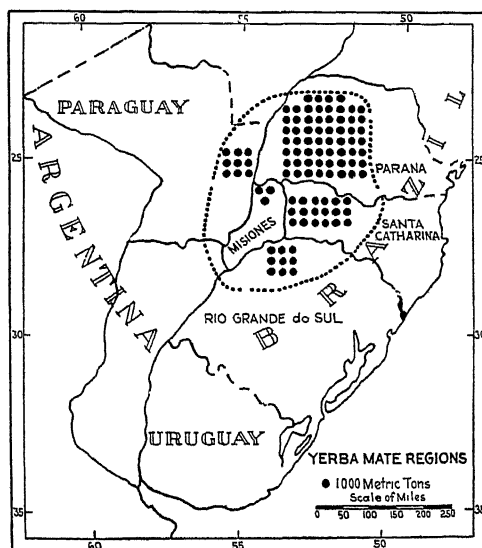 60
55
50
PARAGUAY
ARGENTINA
BRAZIL
25
25
PARANA
MISIONES
SANTA
CATHARINA
RIO GRANDE do SUL
30
30
URUGUAY
YERBA MATE REGIONS
1000 Metric Tons
Scale of Miles
0 50 100 150 200 250
35
35
60
55
50